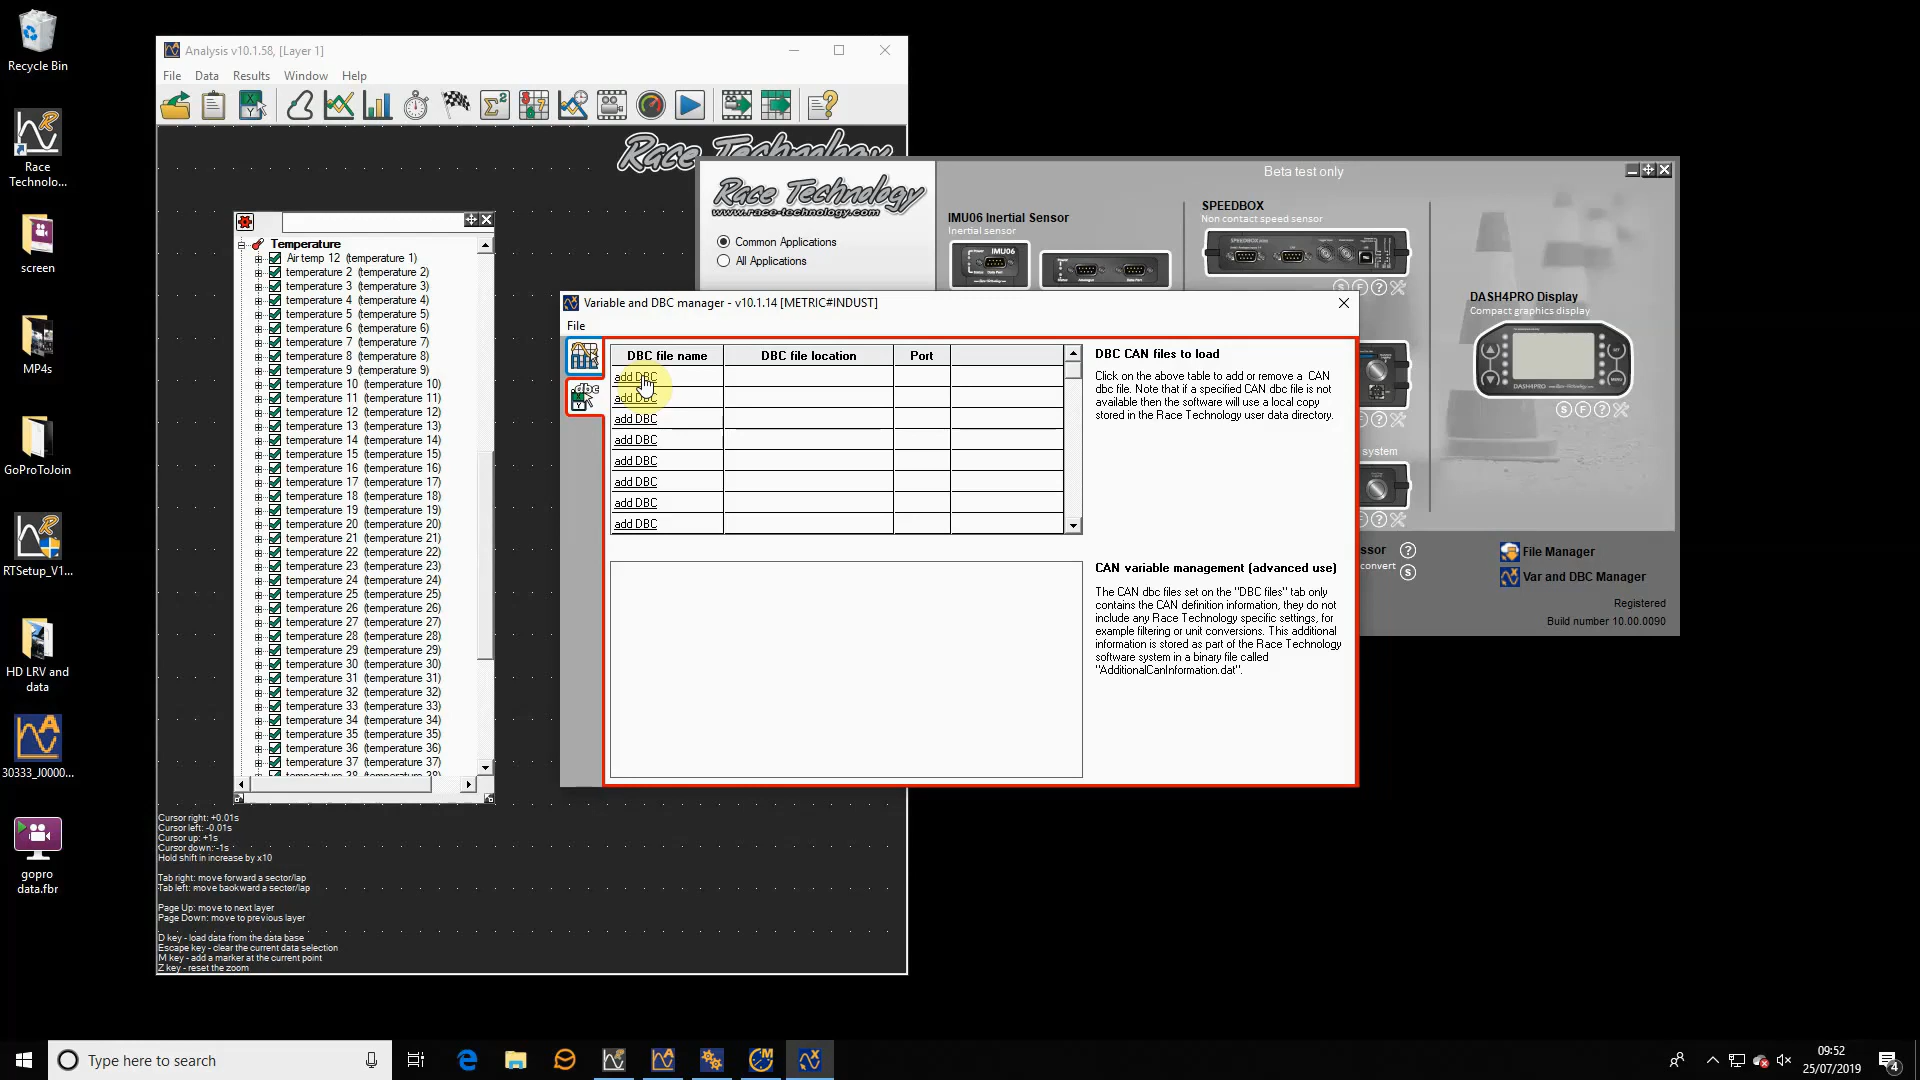 Recycle Bin
Race
Technolo...
screen
MP4s
GoProToJoin
RTSetup_V1...
HD LRV and
data
30333_J0000...
gopro
data.fbr
Analysis v10.1.58, [Layer 1]
File Data Results Window Help
Race Technology
Temperature
Air temp 12 (temperature 1)
temperature 2 (temperature 2)
temperature 3 (temperature 3)
temperature 4 (temperature 4)
temperature 5 (temperature 5)
temperature 6 (temperature 6)
temperature 7 (temperature 7)
temperature 8 (temperature 8)
temperature 9 (temperature 9)
temperature 10 (temperature 10)
temperature 11 (temperature 11)
temperature 12 (temperature 12)
temperature 13 (temperature 13)
temperature 14 (temperature 14)
temperature 15 (temperature 15)
temperature 16 (temperature 16)
temperature 17 (temperature 17)
temperature 18 (temperature 18)
temperature 19 (temperature 19)
temperature 20 (temperature 20)
temperature 21 (temperature 21)
temperature 22 (temperature 22)
temperature 23 (temperature 23)
temperature 24 (temperature 24)
temperature 25 (temperature 25)
temperature 26 (temperature 26)
temperature 27 (temperature 27)
temperature 28 (temperature 28)
temperature 29 (temperature 29)
temperature 30 (temperature 30)
temperature 31 (temperature 31)
temperature 32 (temperature 32)
temperature 33 (temperature 33)
temperature 34 (temperature 34)
temperature 35 (temperature 35)
temperature 36 (temperature 36)
temperature 37 (temperature 37)
temperature 38 (temperature 38)
Cursor right: +0.01s
Cursor left: -0.01s
Cursor up: +1s
Cursor down: -1s
Hold shift in increase by x10
Tab right: move forward a sector/lap
Tab left: move backward a sector/lap
Page Up: move to next layer
Page Down: move to previous layer
D key - load data from the data base
Escape key - clear the current data selection
M key - add a marker at the current point
Z key - reset the zoom
Beta test only
Race Technology
www.race-technology.com
Common Applications
All Applications
IMU06 Inertial Sensor
Inertial sensor
IMU06
SPEEDBOX
Non contact speed sensor
DASH4PRO Display
Compact graphics display
DASH4PRO
system
ssor
convert
File Manager
Var and DBC Manager
Registered
Build number 10.00.0090
Variable and DBC manager - v10.1.14 [METRIC#INDUST]
File
dbc
DBC file name DBC file location Port
add DBC
add DBC
add DBC
add DBC
add DBC
add DBC
add DBC
add DBC
DBC CAN files to load
Click on the above table to add or remove a CAN
dbc file. Note that if a specified CAN dbc file is not
available then the software will use a local copy
stored in the Race Technology user data directory.
CAN variable management (advanced use)
The CAN dbc files set on the "DBC files" tab only
contains the CAN definition information, they do not
include any Race Technology specific settings, for
example filtering or unit conversions. This additional
information is stored as part of the Race Technology
software system in a binary file called
"AdditionalCanInformation.dat".
Type here to search
09:52
25/07/2019
4